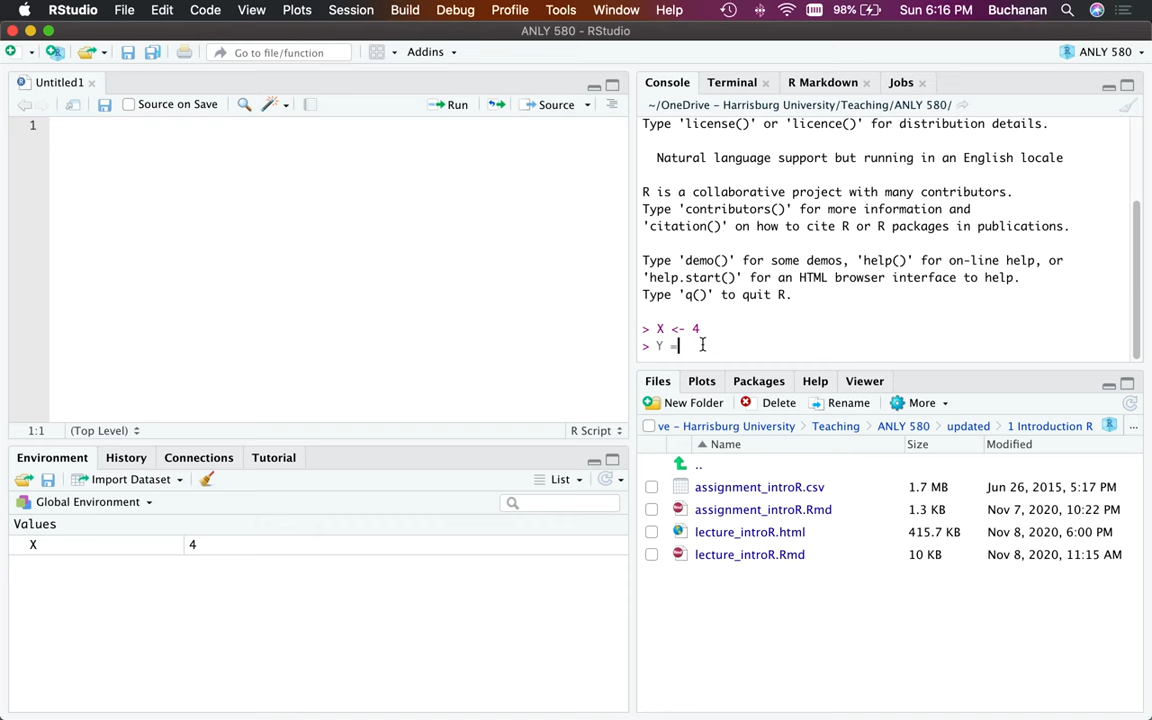 RStudio File Edit Code View Plots Session Build Debug Profile Tools Window Help 98% Sun 6:16 PM Buchanan
ANLY 580 - RStudio
Go to file/function Addins ANLY 580
Untitled1
Source on Save Run Source
1
1:1 (Top Level) R Script
Environment History Connections Tutorial
Import Dataset List
Global Environment
Values
X 4
Console Terminal R Markdown Jobs
~/OneDrive - Harrisburg University/Teaching/ANLY 580/
Type 'license()' or 'licence()' for distribution details.
Natural language support but running in an English locale
R is a collaborative project with many contributors.
Type 'contributors()' for more information and
'citation()' on how to cite R or R packages in publications.
Type 'demo()' for some demos, 'help()' for on-line help, or
'help.start()' for an HTML browser interface to help.
Type 'q()' to quit R.
> X <- 4
> Y =
Files Plots Packages Help Viewer
New Folder Delete Rename More
ve - Harrisburg University Teaching ANLY 580 updated 1 Introduction R ...
Name Size Modified
..
assignment_introR.csv 1.7 MB Jun 26, 2015, 5:17 PM
assignment_introR.Rmd 1.3 KB Nov 7, 2020, 10:22 PM
lecture_introR.html 415.7 KB Nov 8, 2020, 6:00 PM
lecture_introR.Rmd 10 KB Nov 8, 2020, 11:15 AM